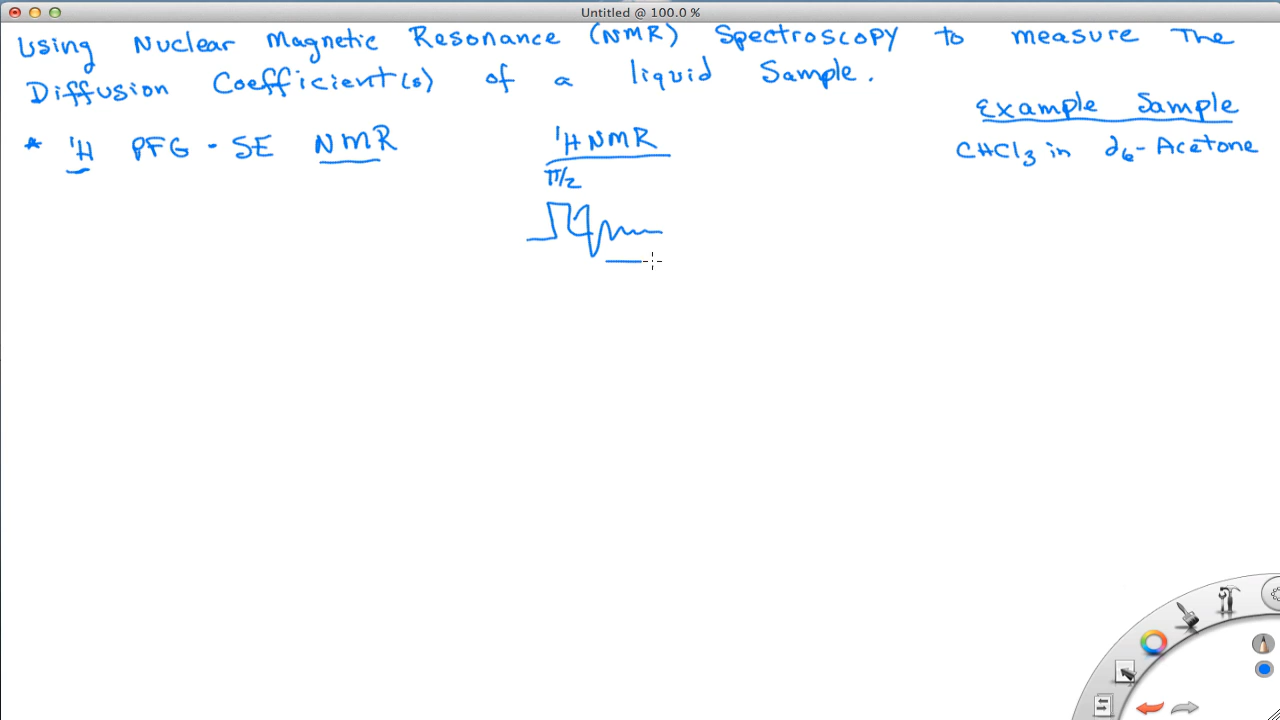 Untitled @ 100.0 %
Using Nuclear Magnetic Resonance (NMR) Spectroscopy to measure The
Diffusion Coefficient(s) of a liquid Sample.
Example Sample
* ¹H PFG - SE NMR
¹H NMR
CHCl₃ in d₆-Acetone
π/2